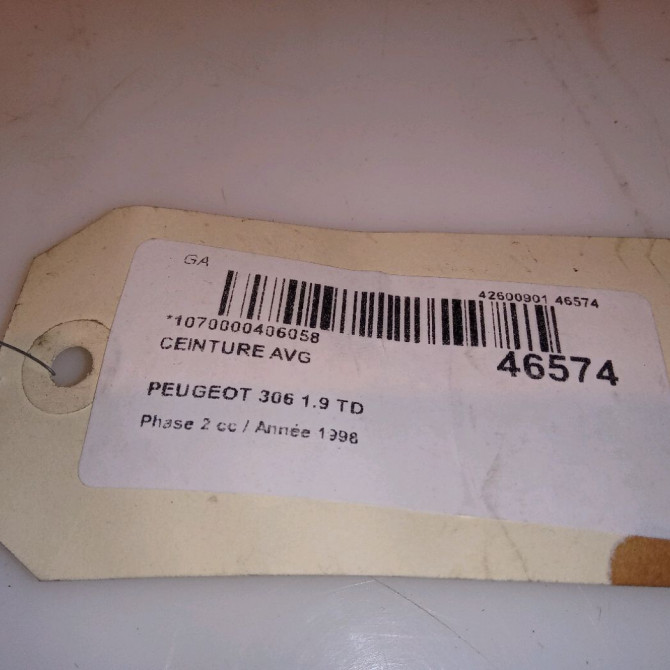 GA
42600901 46574
*1070000406058
46574
CEINTURE AVG
PEUGEOT 306 1.9 TD
Phase 2 cc / Année 1998